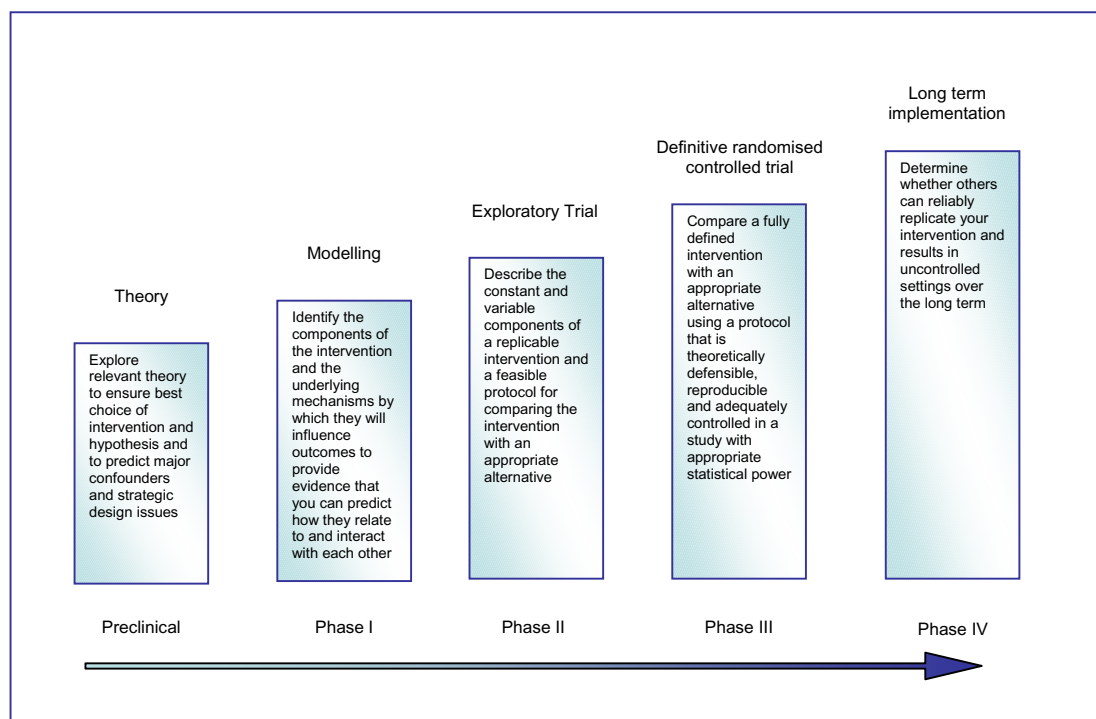 Theory
Explore
relevant theory
to ensure best
choice of
intervention and
hypothesis and
to predict major
confounders
and strategic
design issues
Preclinical
Modelling
Identify the
components of
the intervention
and the
underlying
mechanisms by
which they will
influence
outcomes to
provide
evidence that
you can predict
how they relate
to and interact
with each other
Phase I
Exploratory Trial
Describe the
constant and
variable
components of
a replicable
intervention and
a feasible
protocol for
comparing the
intervention
with an
appropriate
alternative
Phase II
Definitive randomised
controlled trial
Compare a fully
defined
intervention
with an
appropriate
alternative
using a protocol
that is
theoretically
defensible,
reproducible
and adequately
controlled in a
study with
appropriate
statistical power
Phase III
Long term
implementation
Determine
whether others
can reliably
replicate your
intervention and
results in
uncontrolled
settings over
the long term
Phase IV